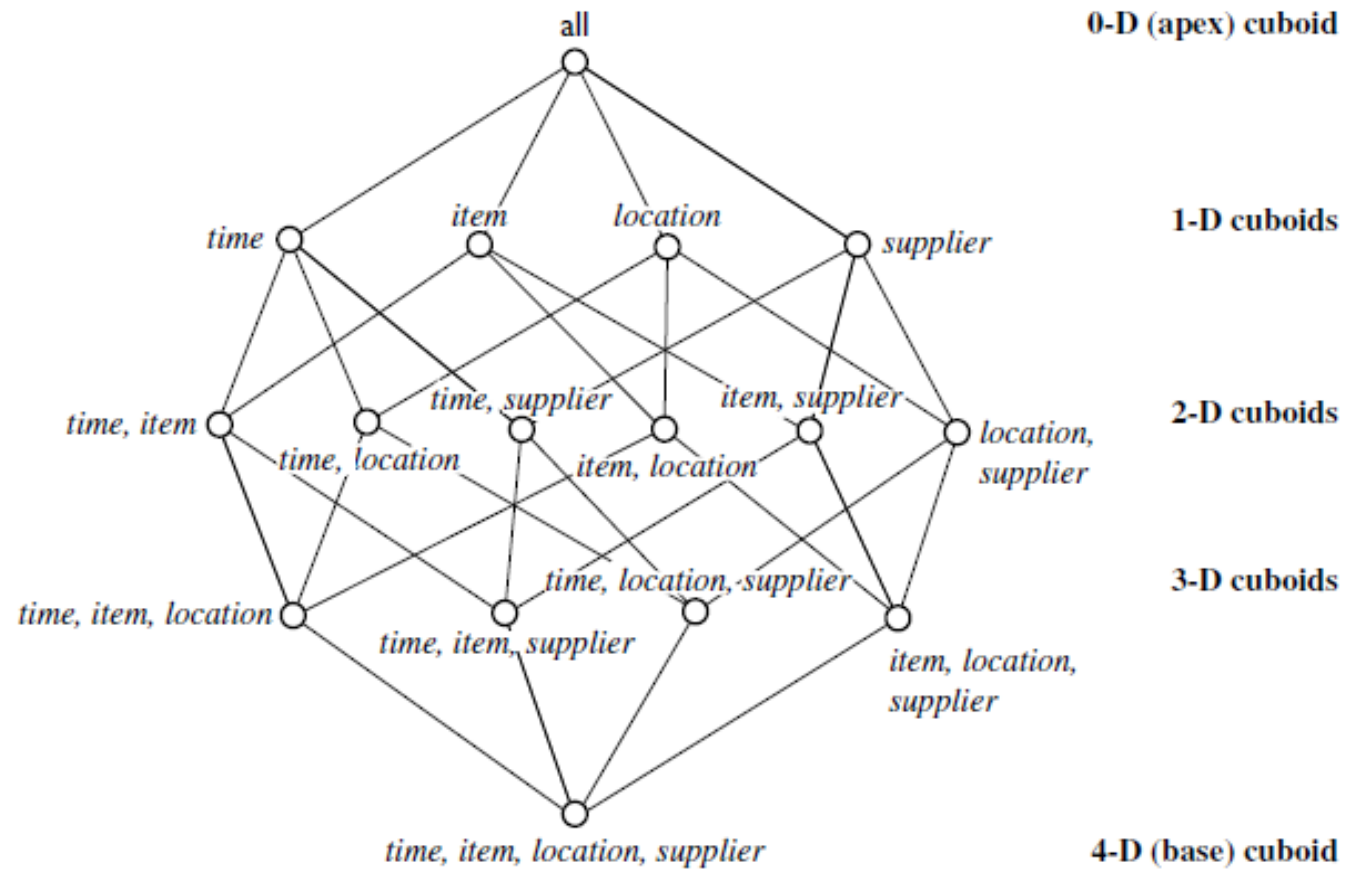 all
0-D (apex) cuboid
time
item
location
supplier
1-D cuboids
time, item
time, location
time, supplier
item, location
item, supplier
location,
supplier
2-D cuboids
time, item, location
time, item, supplier
time, location, supplier
item, location,
supplier
3-D cuboids
time, item, location, supplier
4-D (base) cuboid